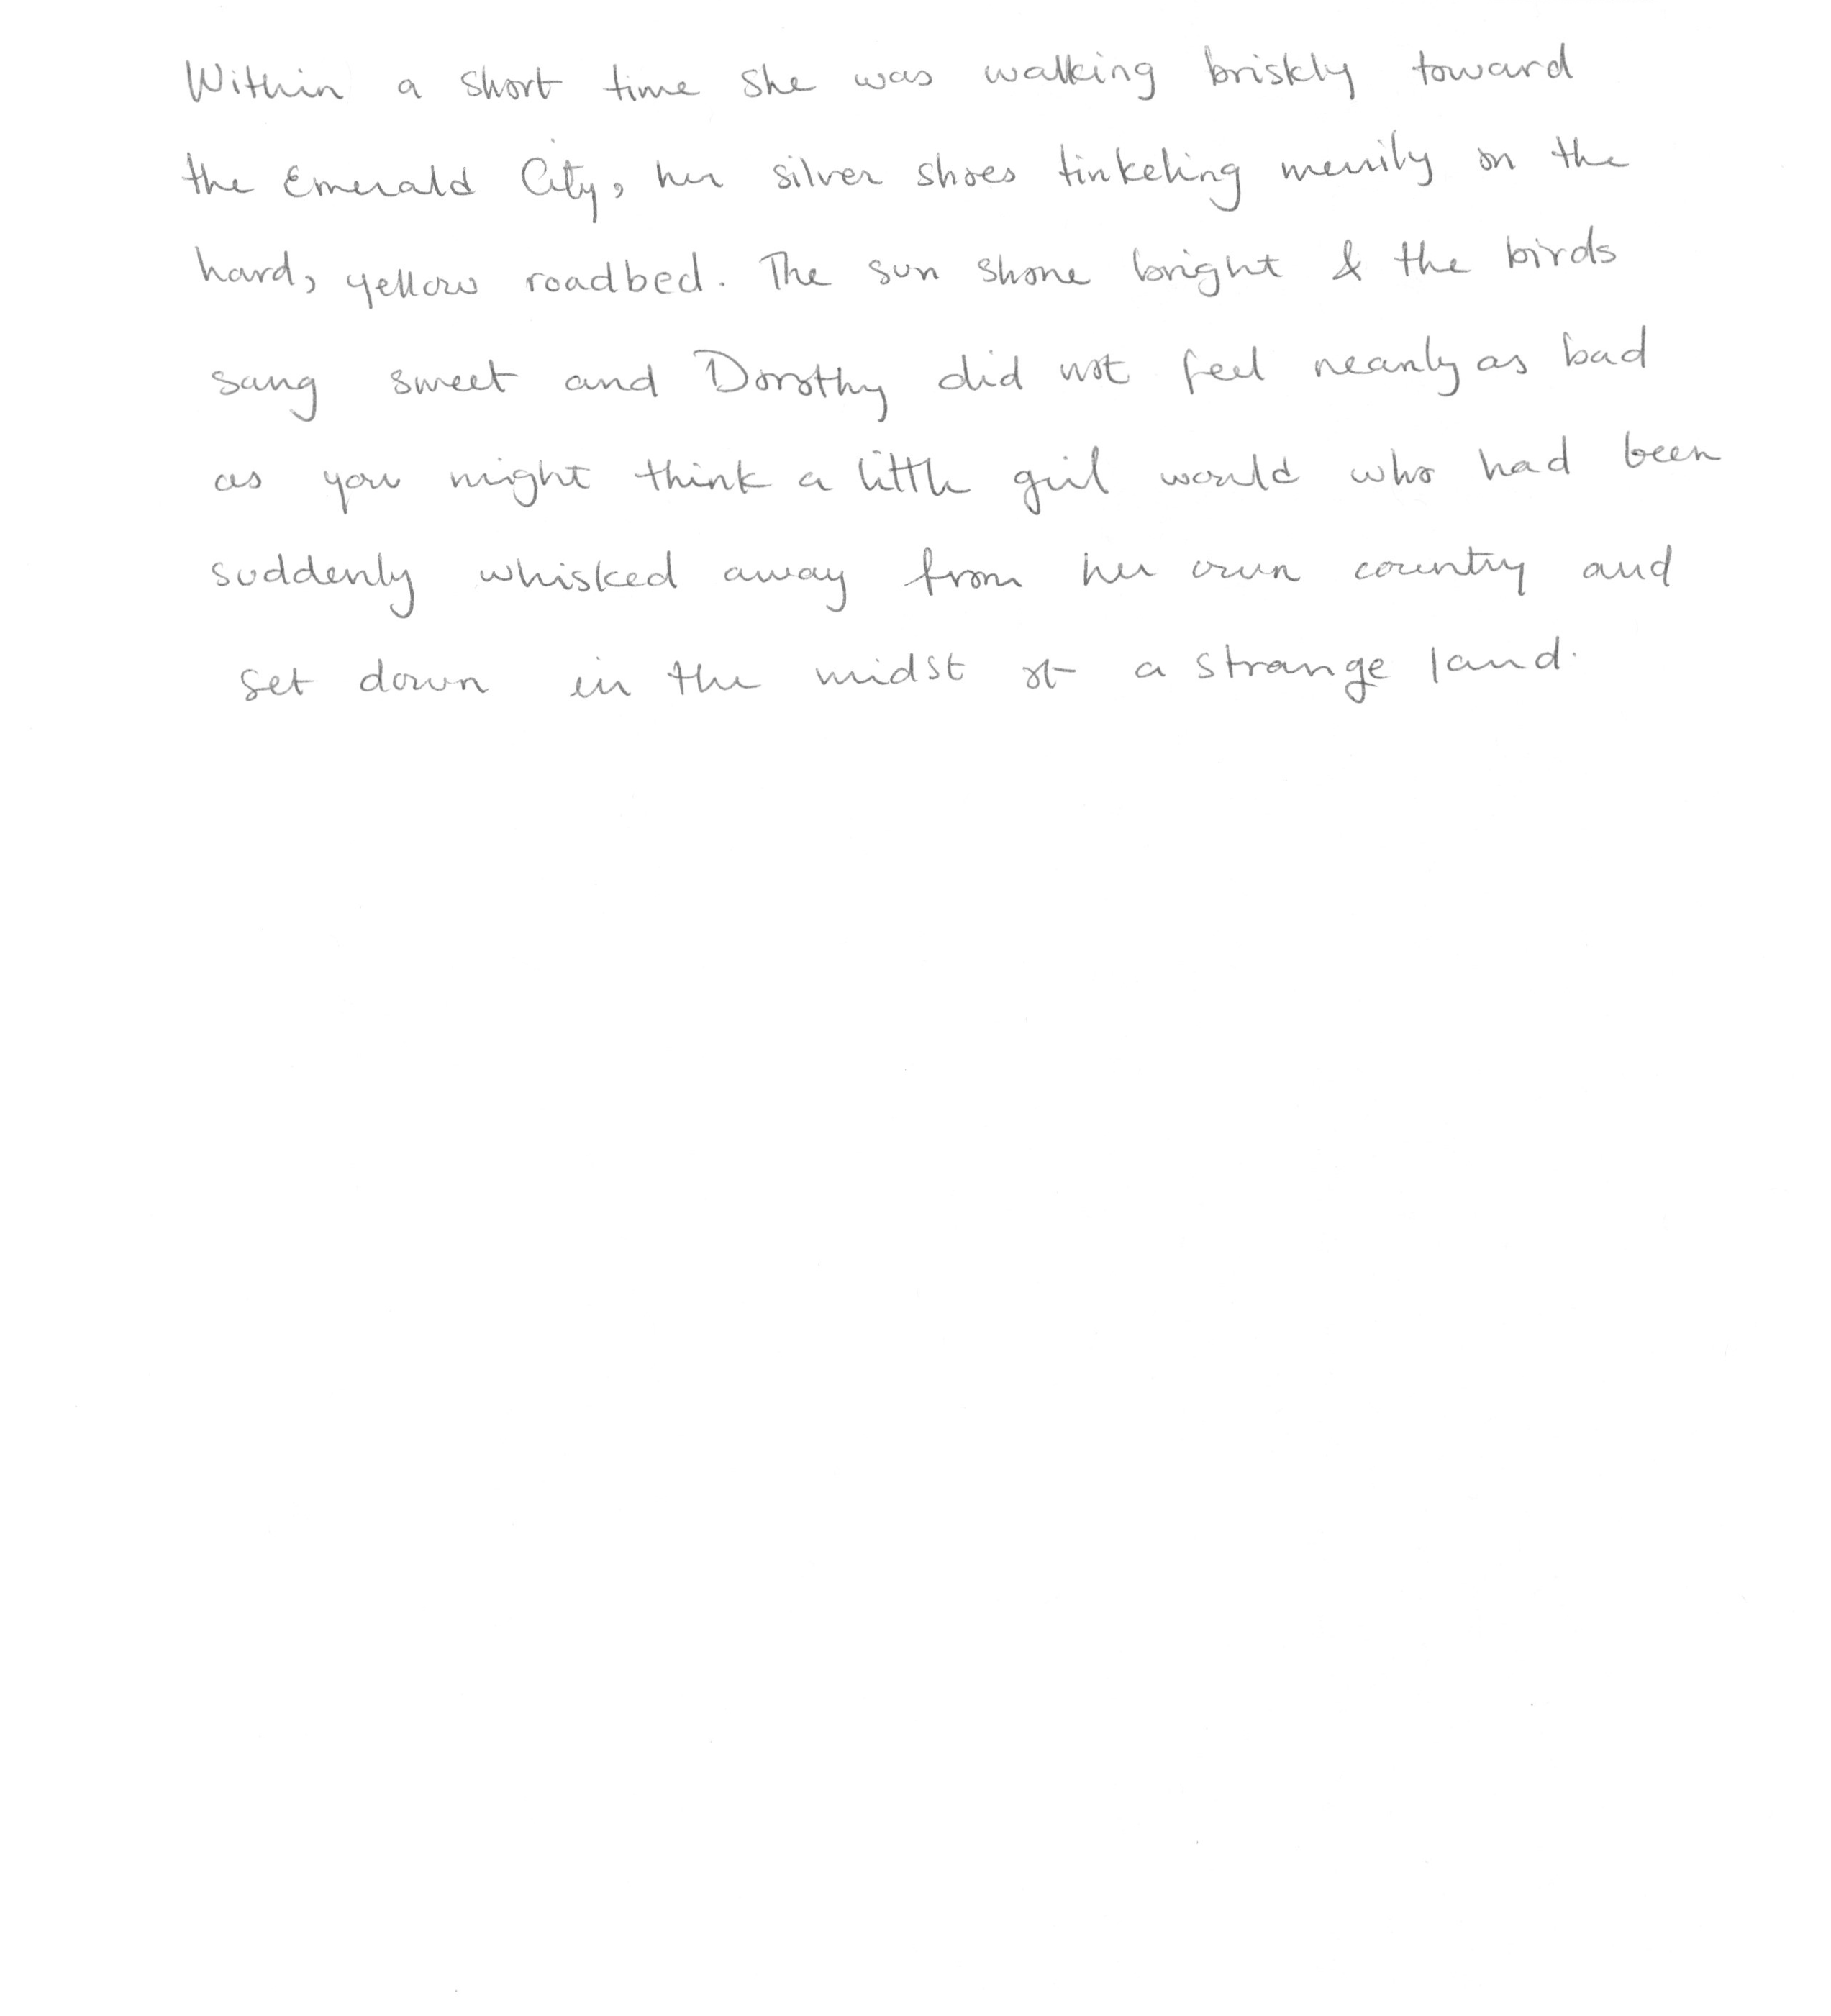 Within a short time she was walking briskly toward
the Emerald City, her silver shoes tinkeling merrily on the
hard, yellow roadbed. The sun shone bright & the birds
sang sweet and Dorothy did not feel nearly as bad
as you might think a little girl would who had been
suddenly whisked away from her own country and
set down in the midst of a strange land.